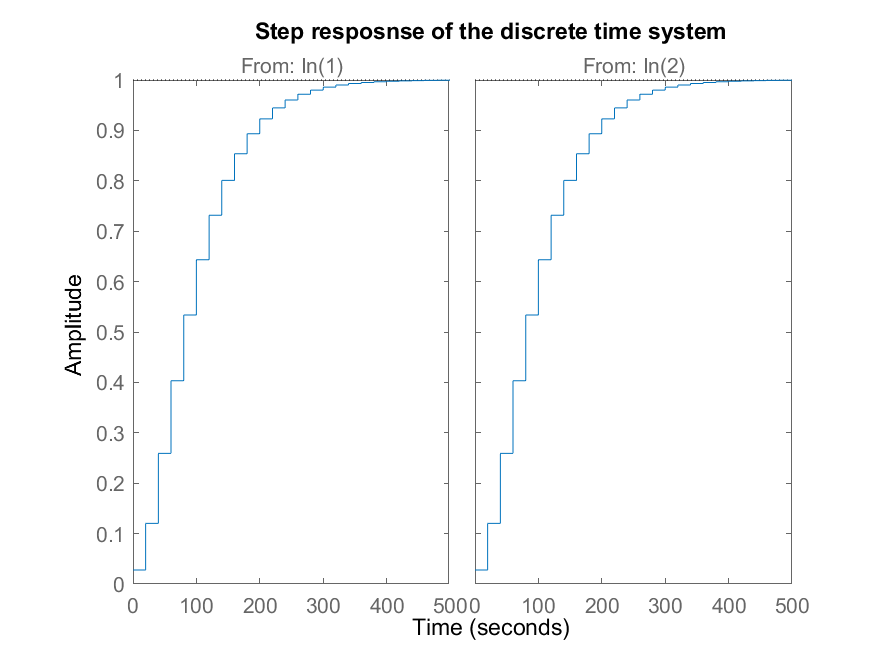 Step resposnse of the discrete time system
From: In(1)
From: In(2)
Amplitude
1
0.9
0.8
0.7
0.6
0.5
0.4
0.3
0.2
0.1
0
0 100 200 300 400 500
0 100 200 300 400 500
Time (seconds)